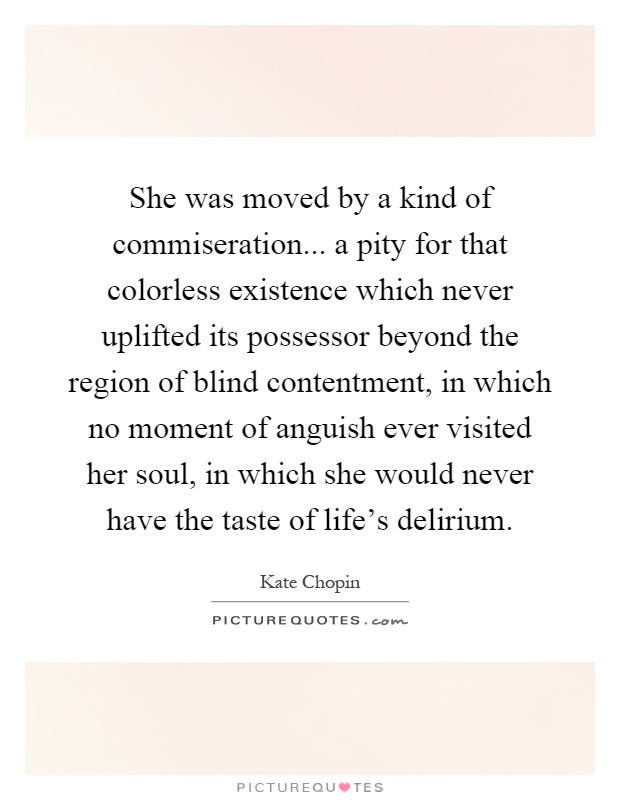 She was moved by a kind of
commiseration... a pity for that
colorless existence which never
uplifted its possessor beyond the
region of blind contentment, in which
no moment of anguish ever visited
her soul, in which she would never
have the taste of life’s delirium.
Kate Chopin
PICTUREQUOTES.com
PICTUREQU♥TES